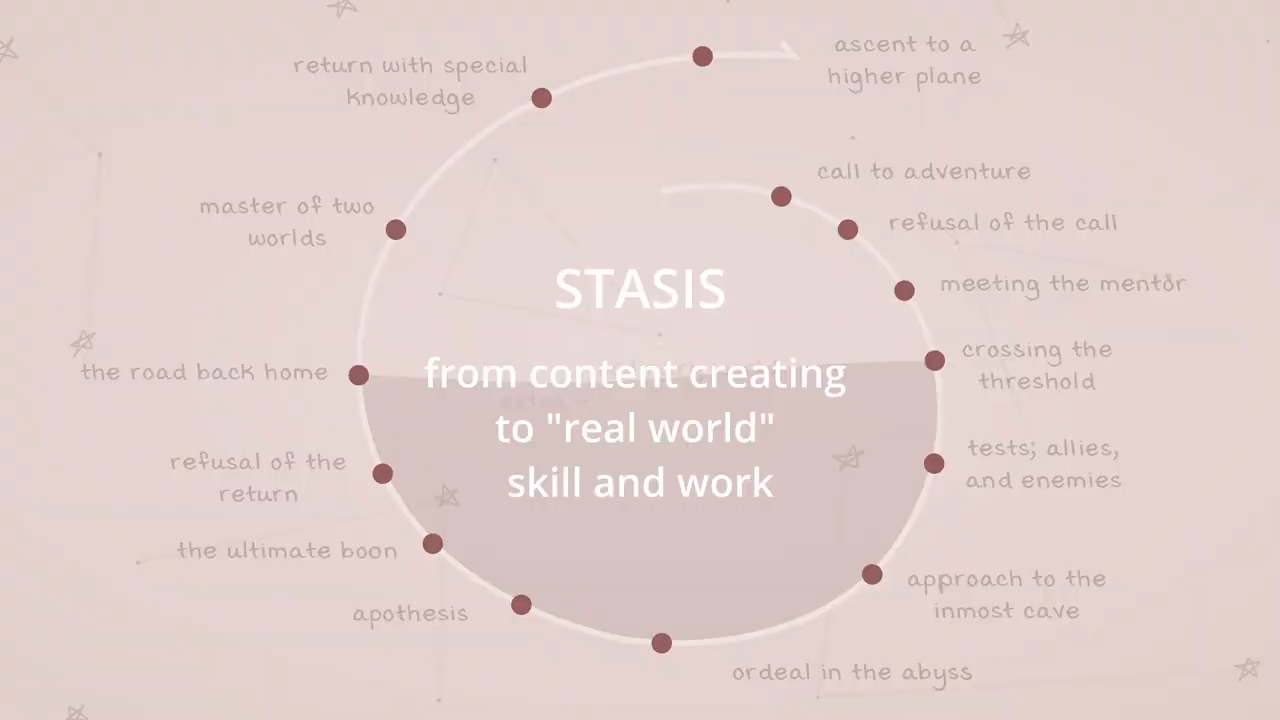 ascent to a
higher plane
return with special
knowledge
call to adventure
master of two
worlds
refusal of the call
meeting the mentor
STASIS
crossing the
threshold
the road back home
from content creating
to "real world"
skill and work
tests; allies,
and enemies
refusal of the
return
the ultimate boon
approach to the
inmost cave
apothesis
ordeal in the abyss